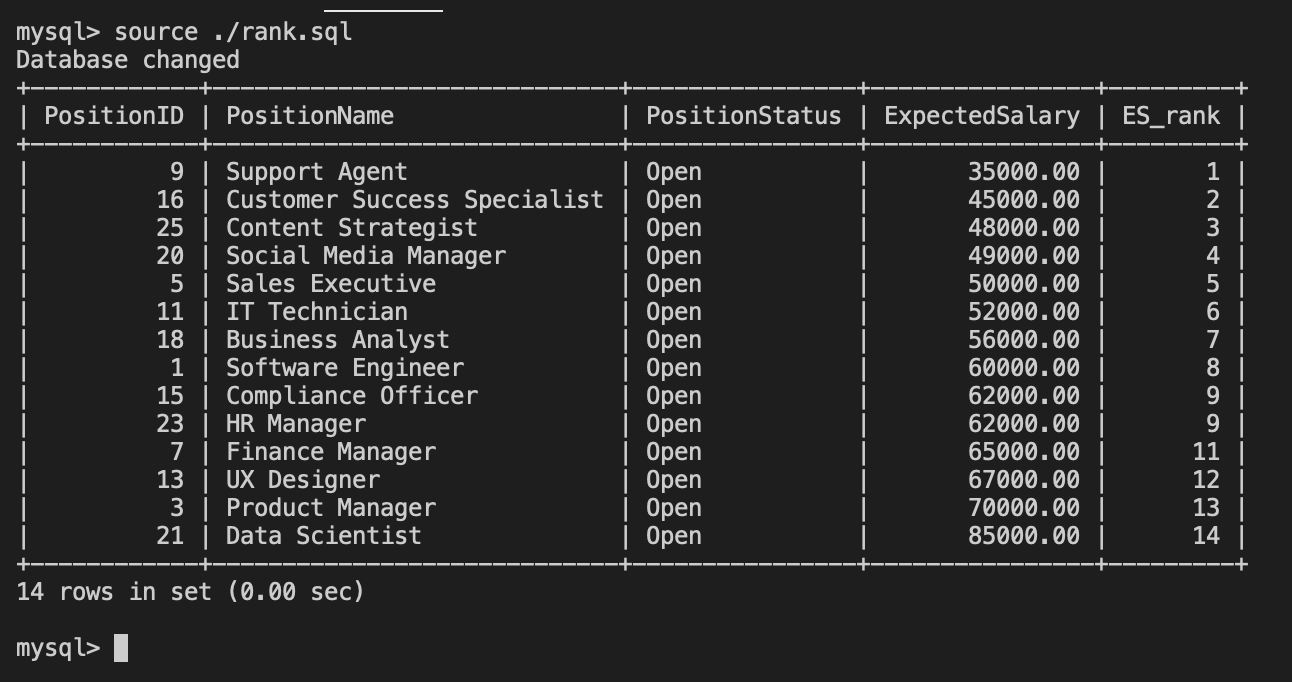 mysql> source ./rank.sql
Database changed
+------------+-----------------------------+----------------+----------------+---------+
| PositionID | PositionName                | PositionStatus | ExpectedSalary | ES_rank |
+------------+-----------------------------+----------------+----------------+---------+
|          9 | Support Agent               | Open           |       35000.00 |       1 |
|         16 | Customer Success Specialist | Open           |       45000.00 |       2 |
|         25 | Content Strategist          | Open           |       48000.00 |       3 |
|         20 | Social Media Manager        | Open           |       49000.00 |       4 |
|          5 | Sales Executive             | Open           |       50000.00 |       5 |
|         11 | IT Technician               | Open           |       52000.00 |       6 |
|         18 | Business Analyst            | Open           |       56000.00 |       7 |
|          1 | Software Engineer           | Open           |       60000.00 |       8 |
|         15 | Compliance Officer          | Open           |       62000.00 |       9 |
|         23 | HR Manager                  | Open           |       62000.00 |       9 |
|          7 | Finance Manager             | Open           |       65000.00 |      11 |
|         13 | UX Designer                 | Open           |       67000.00 |      12 |
|          3 | Product Manager             | Open           |       70000.00 |      13 |
|         21 | Data Scientist              | Open           |       85000.00 |      14 |
+------------+-----------------------------+----------------+----------------+---------+
14 rows in set (0.00 sec)
mysql>